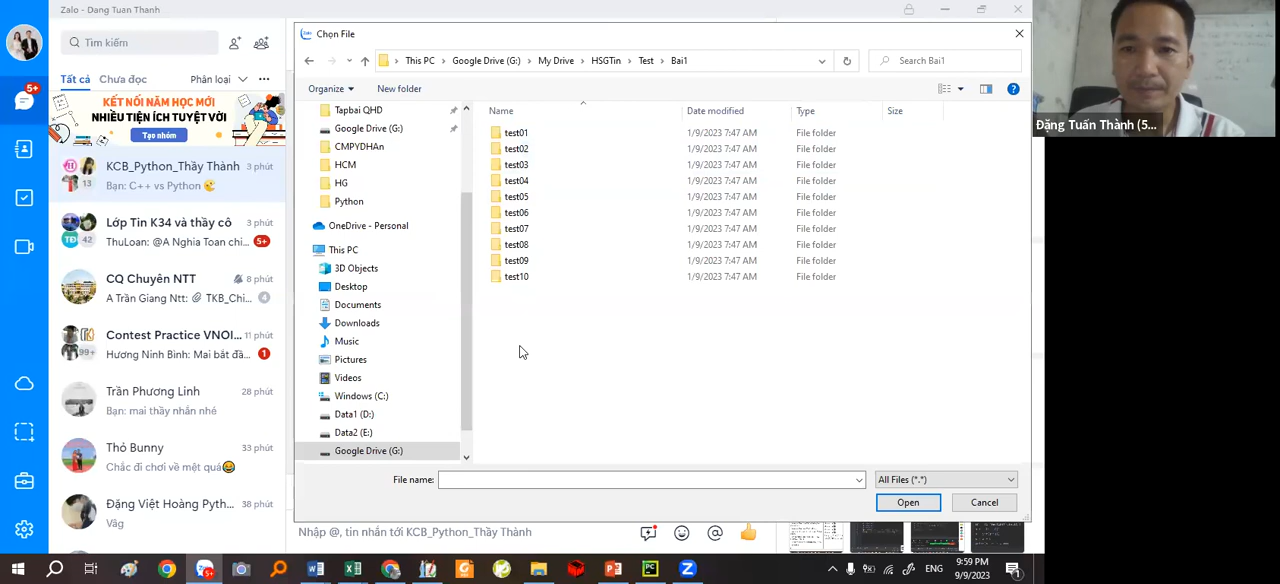 Zalo - Dang Tuan Thanh
Tìm kiếm
Tất cả
Chưa đọc
Phân loại
KẾT NỐI NĂM HỌC MỚI
NHIỀU TIỆN ÍCH TUYỆT VỜI
Tạo nhóm
KCB_Python_Thầy Thành
3 phút
13
Bạn: C++ vs Python
Lớp Tin K34 và thầy cô
3 phút
TĐ
42
ThuLoan: @A Nghia Toan chi...
5+
CQ Chuyên NTT
8 phút
A Trần Giang Ntt: TKB_Chi...
4
Contest Practice VNOI...
11 phút
99+
Hương Ninh Bình: Mai bắt đầ...
1
Trần Phương Linh
28 phút
Bạn: mai thầy nhắn nhé
Thỏ Bunny
33 phút
Chắc đi chơi về mệt quá
Đặng Việt Hoàng Pyth...
38 phút
Vâg
5+
Chọn File
This PC
Google Drive (G:)
My Drive
HSGTin
Test
Bai1
Search Bai1
Organize
New folder
Tapbai QHD
Google Drive (G:)
CMPYDHAn
HCM
HG
Python
OneDrive - Personal
This PC
3D Objects
Desktop
Documents
Downloads
Music
Pictures
Videos
Windows (C:)
Data1 (D:)
Data2 (E:)
Google Drive (G:)
Name
Date modified
Type
Size
test01 1/9/2023 7:47 AM File folder
test02 1/9/2023 7:47 AM File folder
test03 1/9/2023 7:47 AM File folder
test04 1/9/2023 7:47 AM File folder
test05 1/9/2023 7:47 AM File folder
test06 1/9/2023 7:47 AM File folder
test07 1/9/2023 7:47 AM File folder
test08 1/9/2023 7:47 AM File folder
test09 1/9/2023 7:47 AM File folder
test10 1/9/2023 7:47 AM File folder
File name:
All Files (*.*)
Open
Cancel
Nhập @, tin nhắn tới KCB_Python_Thầy Thành
Đặng Tuấn Thành (5...
5+
ENG
9:59 PM
9/9/2023
1